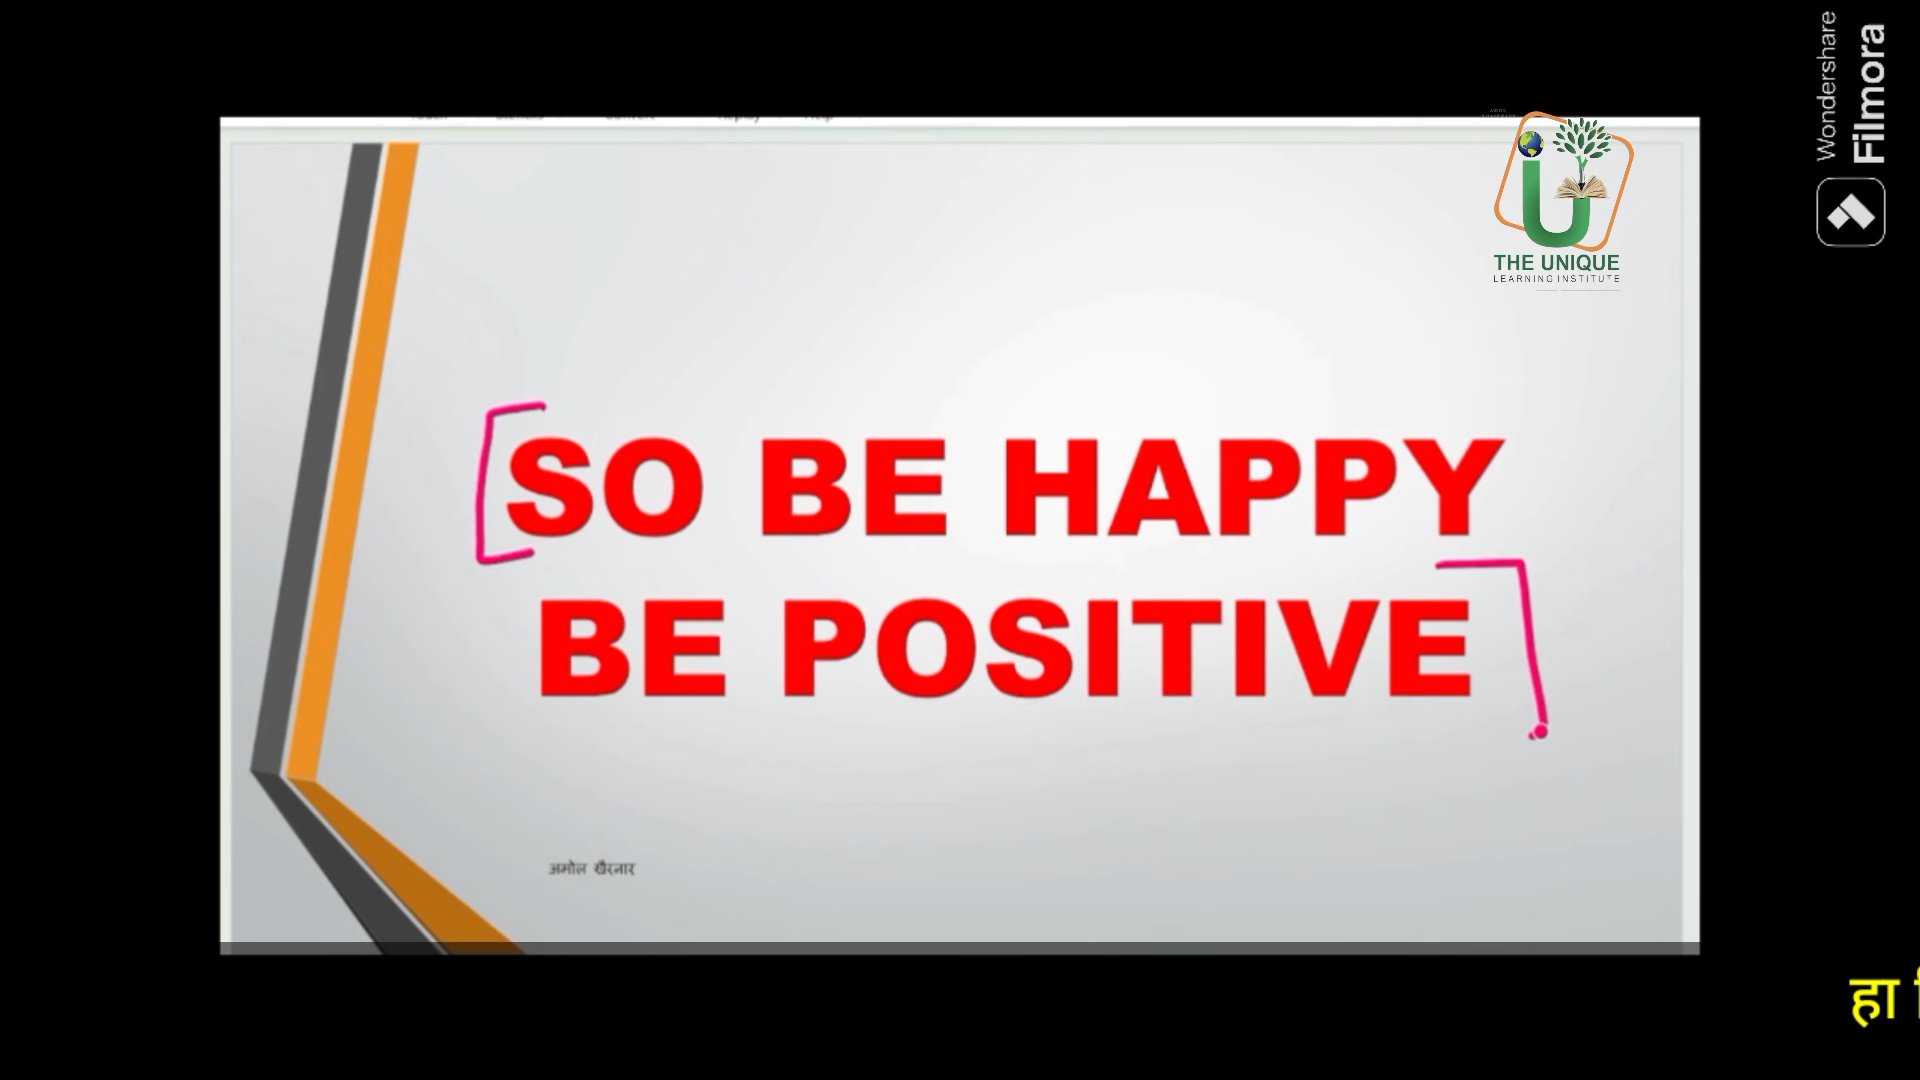 Wondershare
Filmora
THE UNIQUE
LEARNING INSTITUTE
SO BE HAPPY
BE POSITIVE
अमोल खैरनार
हा